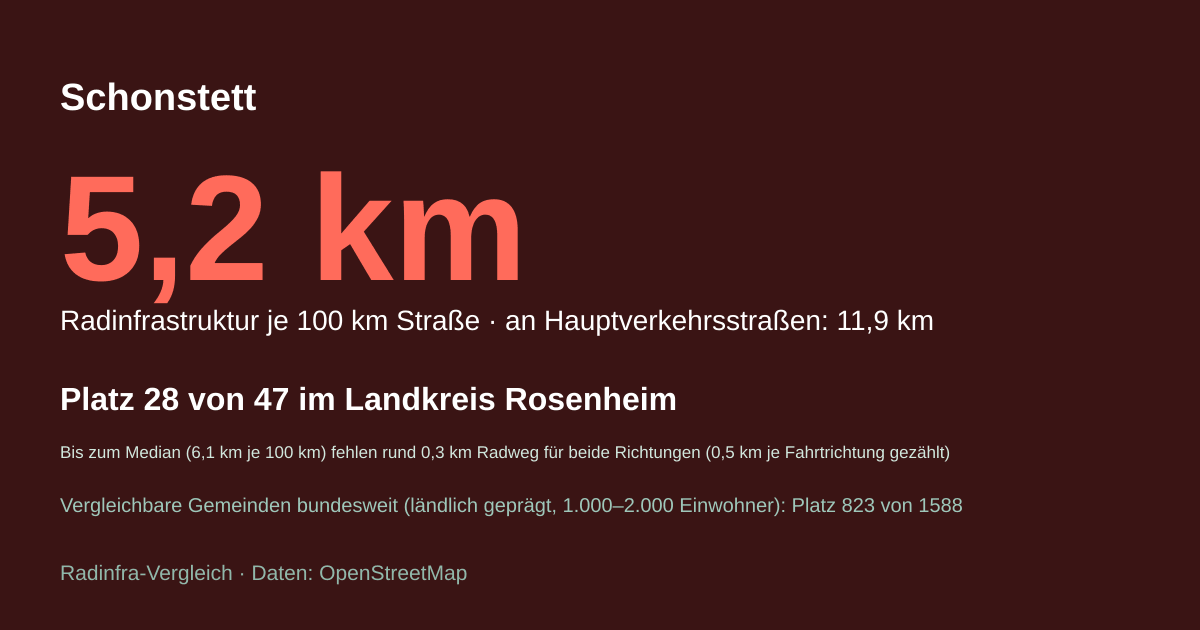 Schonstett
5,2 km
Radinfrastruktur je 100 km Straße · an Hauptverkehrsstraßen: 11,9 km
Platz 28 von 47 im Landkreis Rosenheim
Bis zum Median (6,1 km je 100 km) fehlen rund 0,3 km Radweg für beide Richtungen (0,5 km je Fahrtrichtung gezählt)
Vergleichbare Gemeinden bundesweit (ländlich geprägt, 1.000–2.000 Einwohner): Platz 823 von 1588
Radinfra-Vergleich · Daten: OpenStreetMap